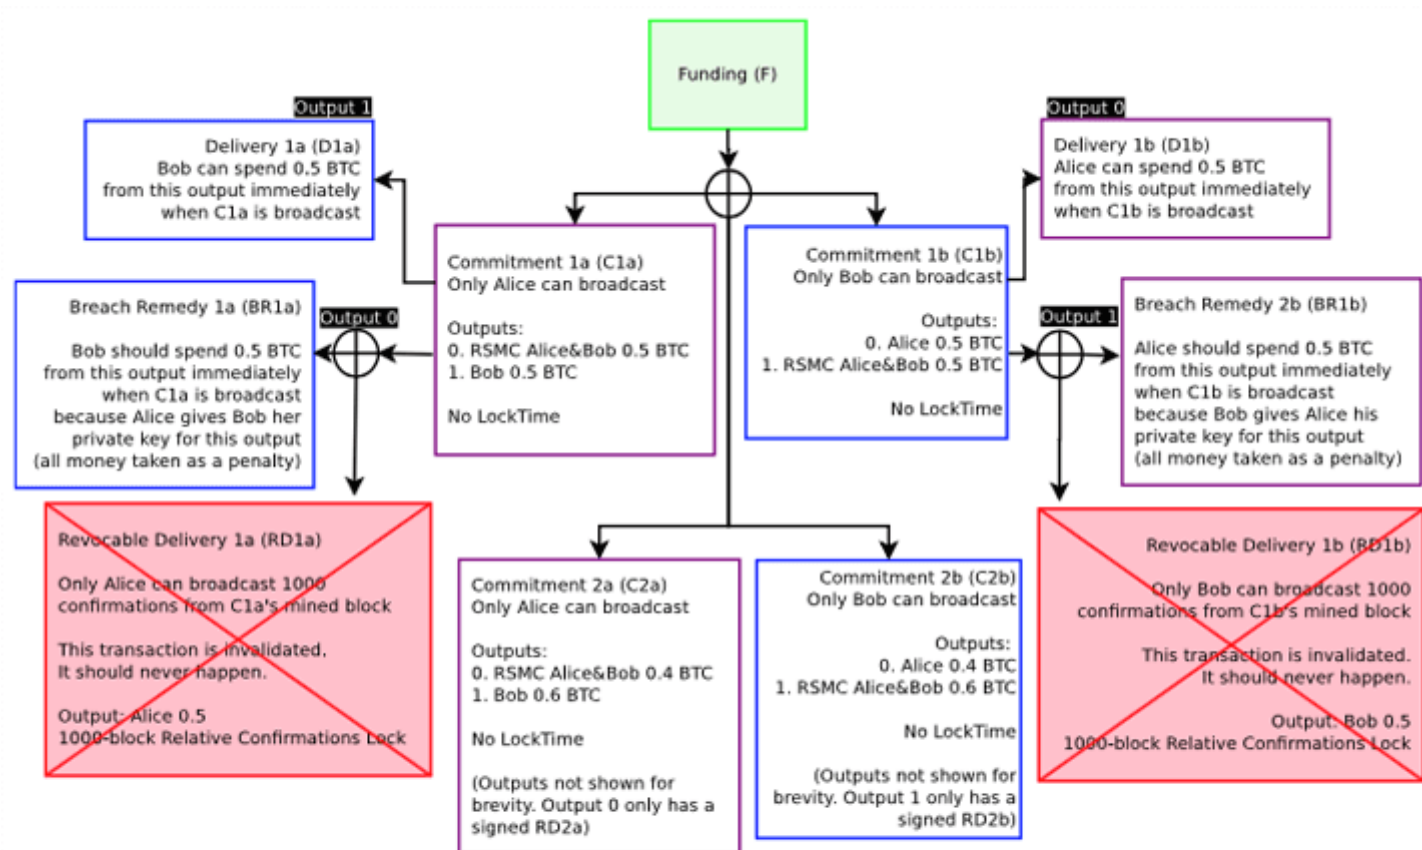 Funding (F)
Output 1
Delivery 1a (D1a)
Bob can spend 0.5 BTC
from this output immediately
when C1a is broadcast
Output 0
Delivery 1b (D1b)
Alice can spend 0.5 BTC
from this output immediately
when C1b is broadcast
Commitment 1a (C1a)
Only Alice can broadcast
Outputs:
0. RSMC Alice&Bob 0.5 BTC
1. Bob 0.5 BTC
No LockTime
Commitment 1b (C1b)
Only Bob can broadcast
Outputs:
0. Alice 0.5 BTC
1. RSMC Alice&Bob 0.5 BTC
No LockTime
Breach Remedy 1a (BR1a)
Bob should spend 0.5 BTC
from this output immediately
when C1a is broadcast
because Alice gives Bob her
private key for this output
(all money taken as a penalty)
Output 0
Output 1
Breach Remedy 2b (BR1b)
Alice should spend 0.5 BTC
from this output immediately
when C1b is broadcast
because Bob gives Alice his
private key for this output
(all money taken as a penalty)
Revocable Delivery 1a (RD1a)
Only Alice can broadcast 1000
confirmations from C1a's mined block
This transaction is invalidated,
It should never happen.
Output: Alice 0.5
1000-block Relative Confirmations Lock
Commitment 2a (C2a)
Only Alice can broadcast
Outputs:
0. RSMC Alice&Bob 0.4 BTC
1. Bob 0.6 BTC
No LockTime
(Outputs not shown for
brevity. Output 0 only has a
signed RD2a)
Commitment 2b (C2b)
Only Bob can broadcast
Outputs:
0. Alice 0.4 BTC
1. RSMC Alice&Bob 0.6 BTC
No LockTime
(Outputs not shown for
brevity. Output 1 only has a
signed RD2b)
Revocable Delivery 1b (RD1b)
Only Bob can broadcast 1000
confirmations from C1b's mined block
This transaction is invalidated.
It should never happen.
Output: Bob 0.5
1000-block Relative Confirmations Lock